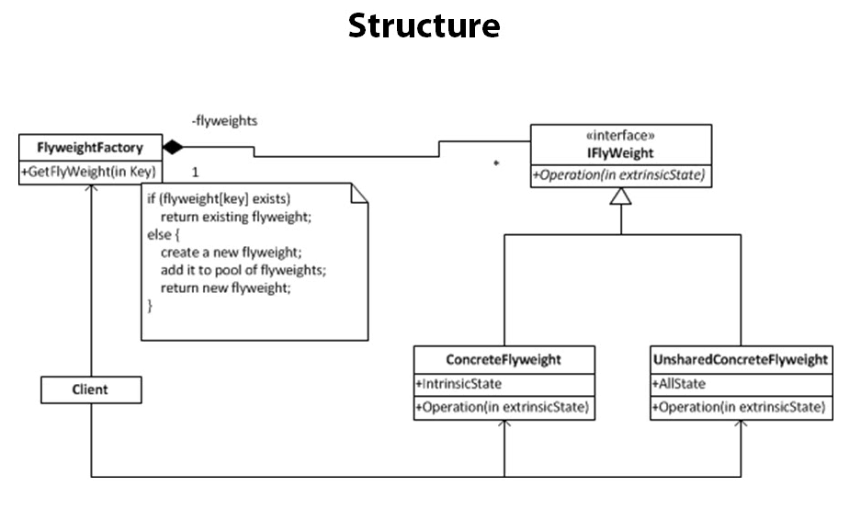 Structure
-flyweights
FlyweightFactory
+GetFlyWeight(in Key)
1
*
«interface»
IFlyWeight
+Operation(in extrinsicState)
if (flyweight[key] exists)
return existing flyweight;
else {
create a new flyweight;
add it to pool of flyweights;
return new flyweight;
}
Client
ConcreteFlyweight
+IntrinsicState
+Operation(in extrinsicState)
UnsharedConcreteFlyweight
+AllState
+Operation(in extrinsicState)